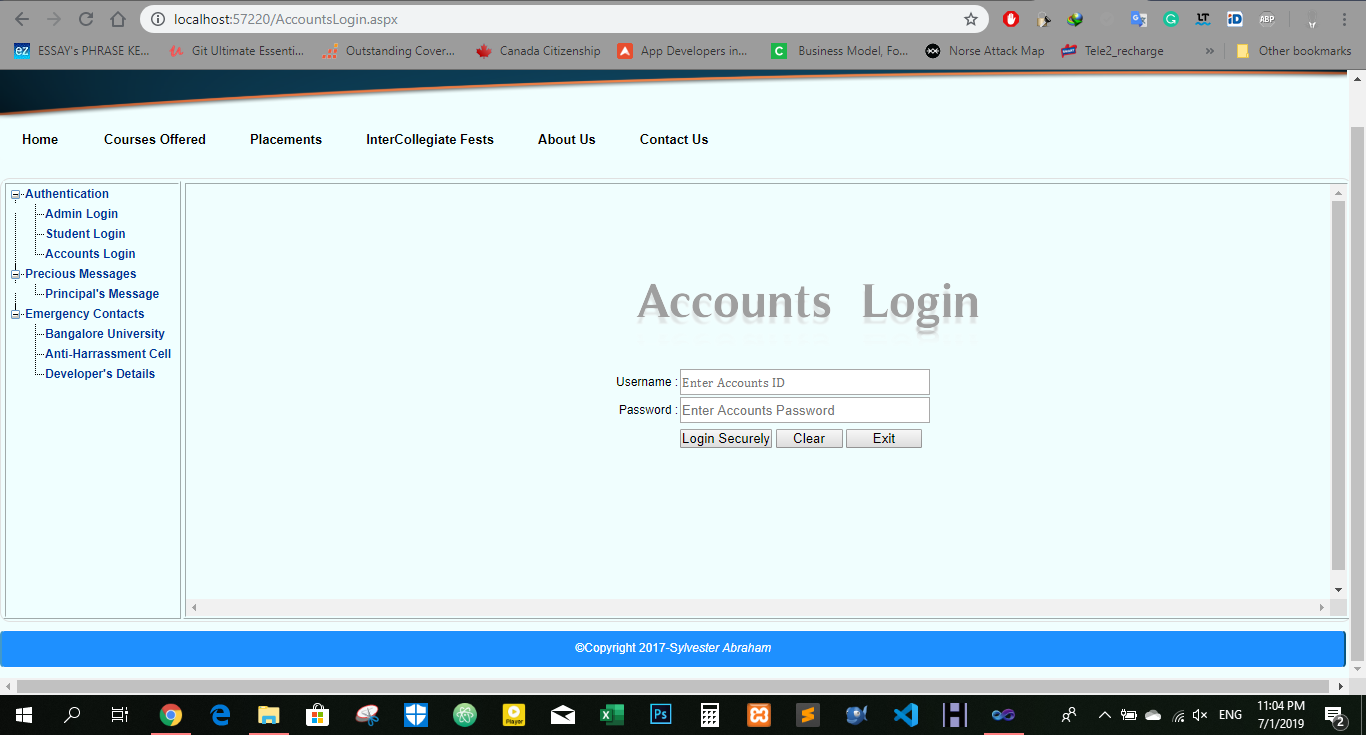 localhost:57220/AccountsLogin.aspx
ABP
ez ESSAY's PHRASE KE... Git Ultimate Essenti... Outstanding Cover... Canada Citizenship App Developers in... C Business Model, Fo... Norse Attack Map Tele2_recharge » Other bookmarks
Home Courses Offered Placements InterCollegiate Fests About Us Contact Us
Authentication
Admin Login
Student Login
Accounts Login
Precious Messages
Principal's Message
Emergency Contacts
Bangalore University
Anti-Harrassment Cell
Developer's Details
Accounts Login
Username : Enter Accounts ID
Password : Enter Accounts Password
Login Securely Clear Exit
©Copyright 2017-Sylvester Abraham
Player
Ps
ENG
11:04 PM
7/1/2019
2